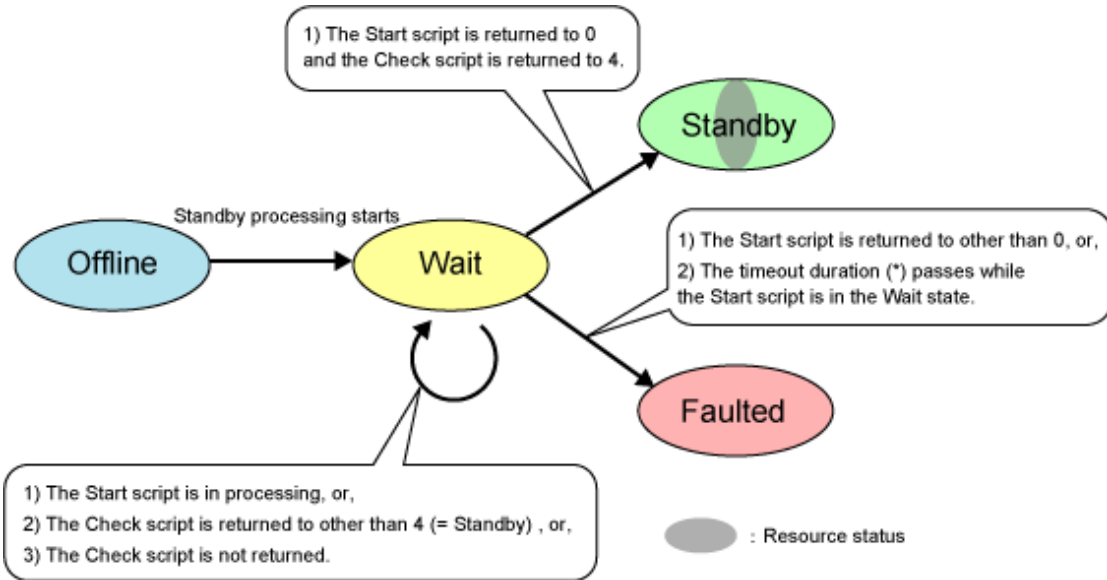 1) The Start script is returned to 0
and the Check script is returned to 4.
Standby
Standby processing starts
Offline
Wait
1) The Start script is returned to other than 0, or,
2) The timeout duration (*) passes while
the Start script is in the Wait state.
Faulted
1) The Start script is in processing, or,
2) The Check script is returned to other than 4 (= Standby) , or,
3) The Check script is not returned.
: Resource status